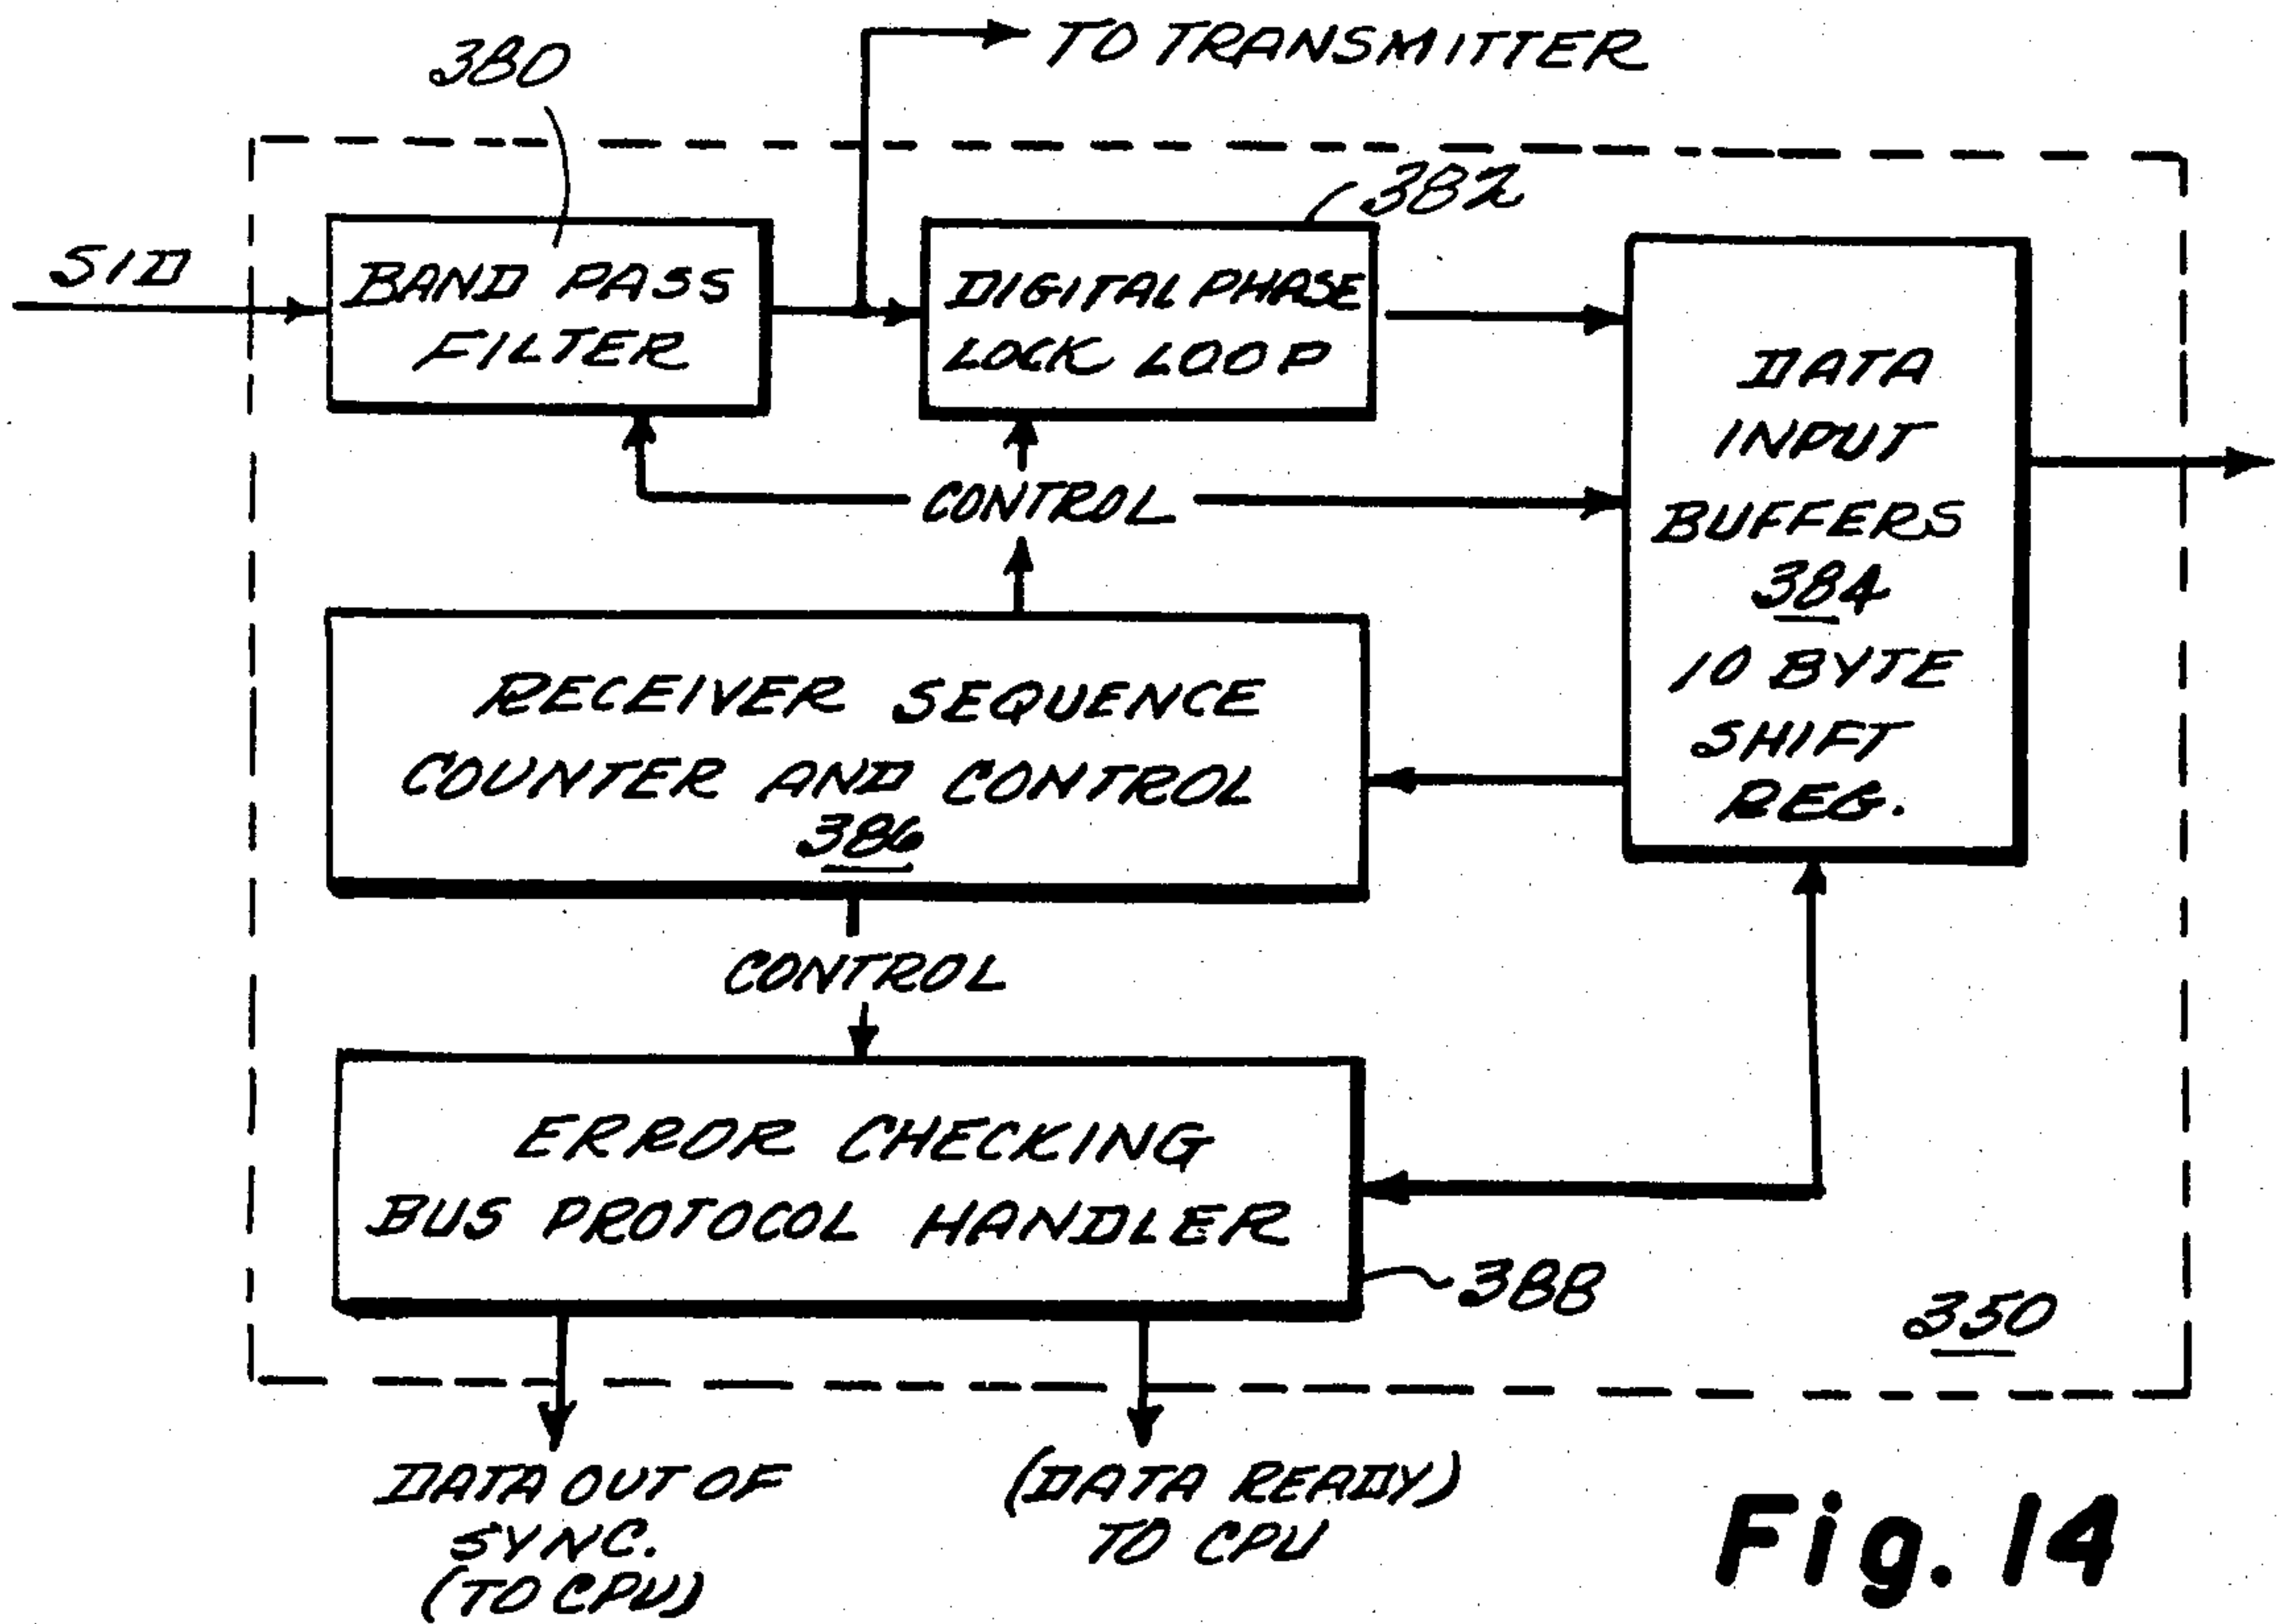 TO TRANSMITTER
380
382
SID
BAND PASS
FILTER
DIGITAL PHASE
LOCK LOOP
DATA
INPUT
BUFFERS
384
10 BYTE
SHIFT
REG.
CONTROL
RECEIVER SEQUENCE
COUNTER AND CONTROL
386
CONTROL
ERROR CHECKING
BUS PROTOCOL HANDLER
388
350
DATA OUT OF
SYNC.
(TO CPU)
(DATA READY)
TO CPU
Fig. 14